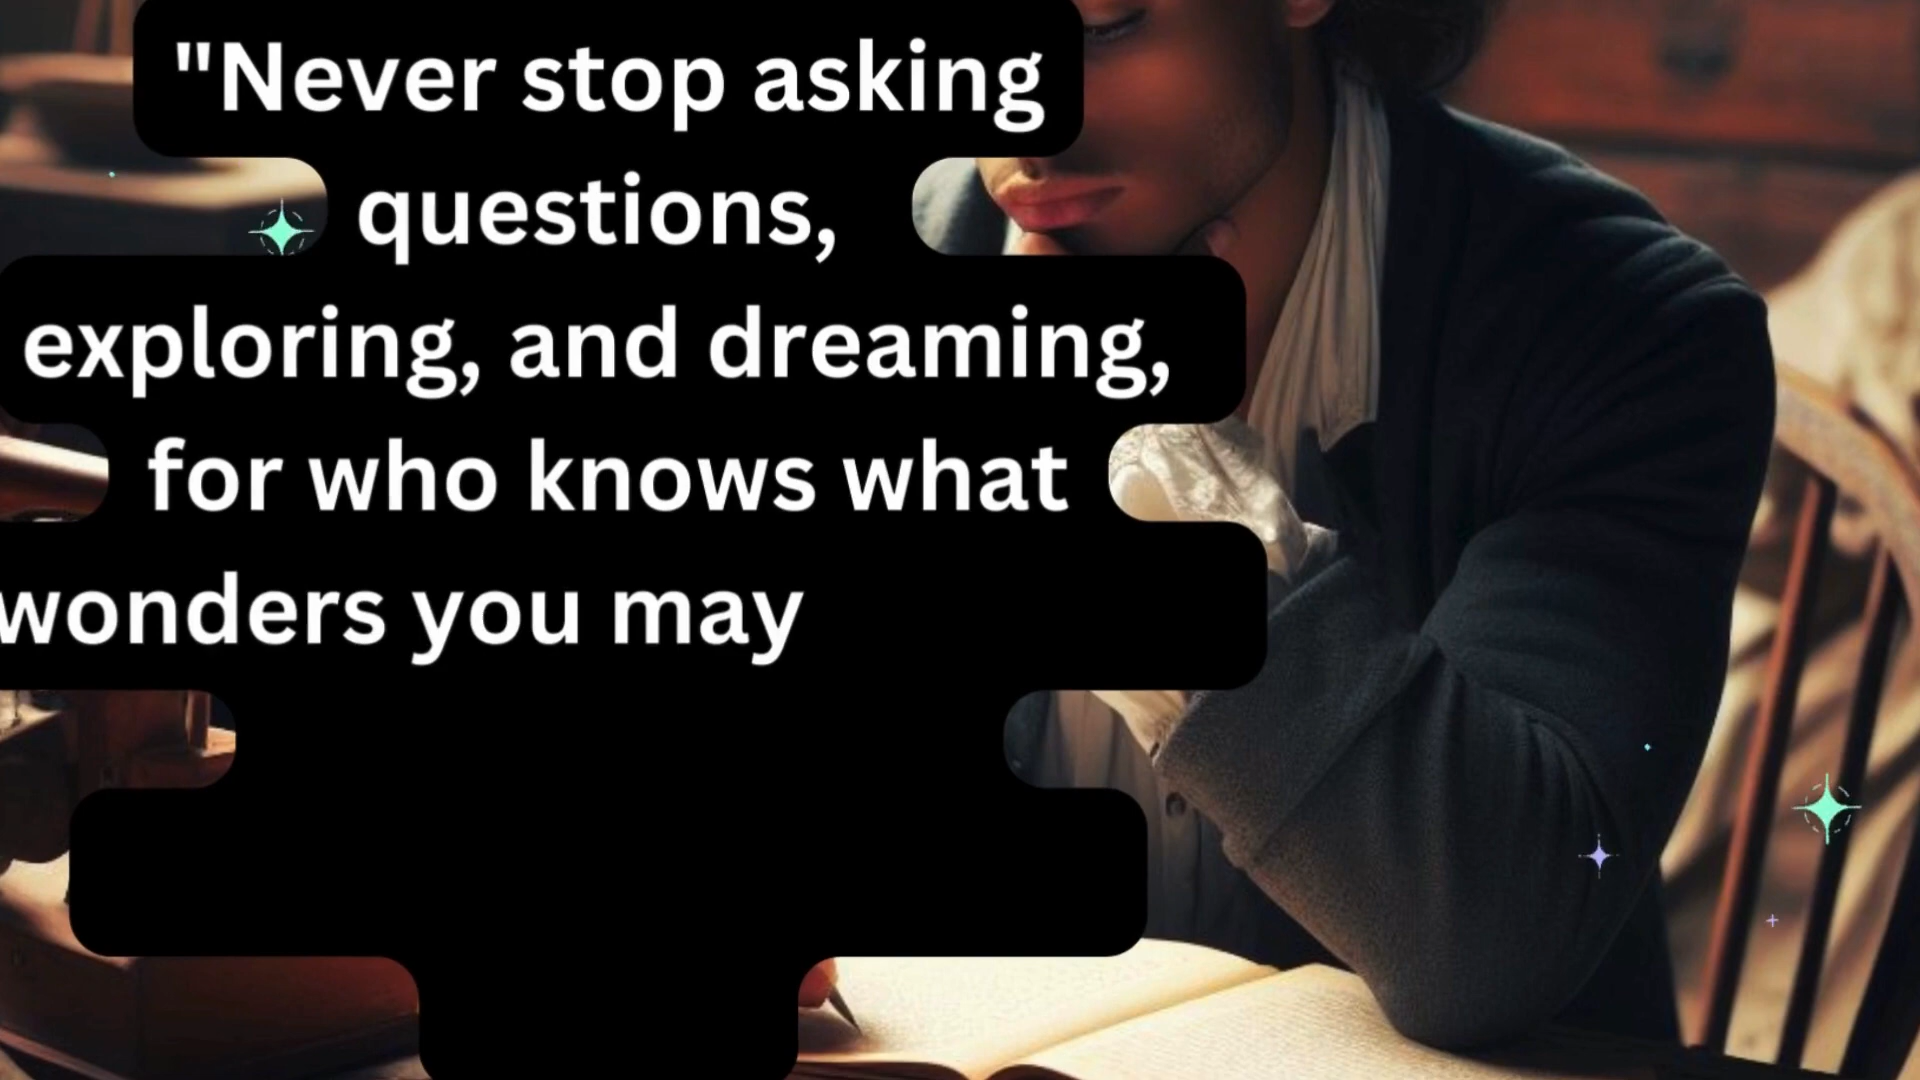 "Never stop asking
questions,
exploring, and dreaming,
for who knows what
wonders you may